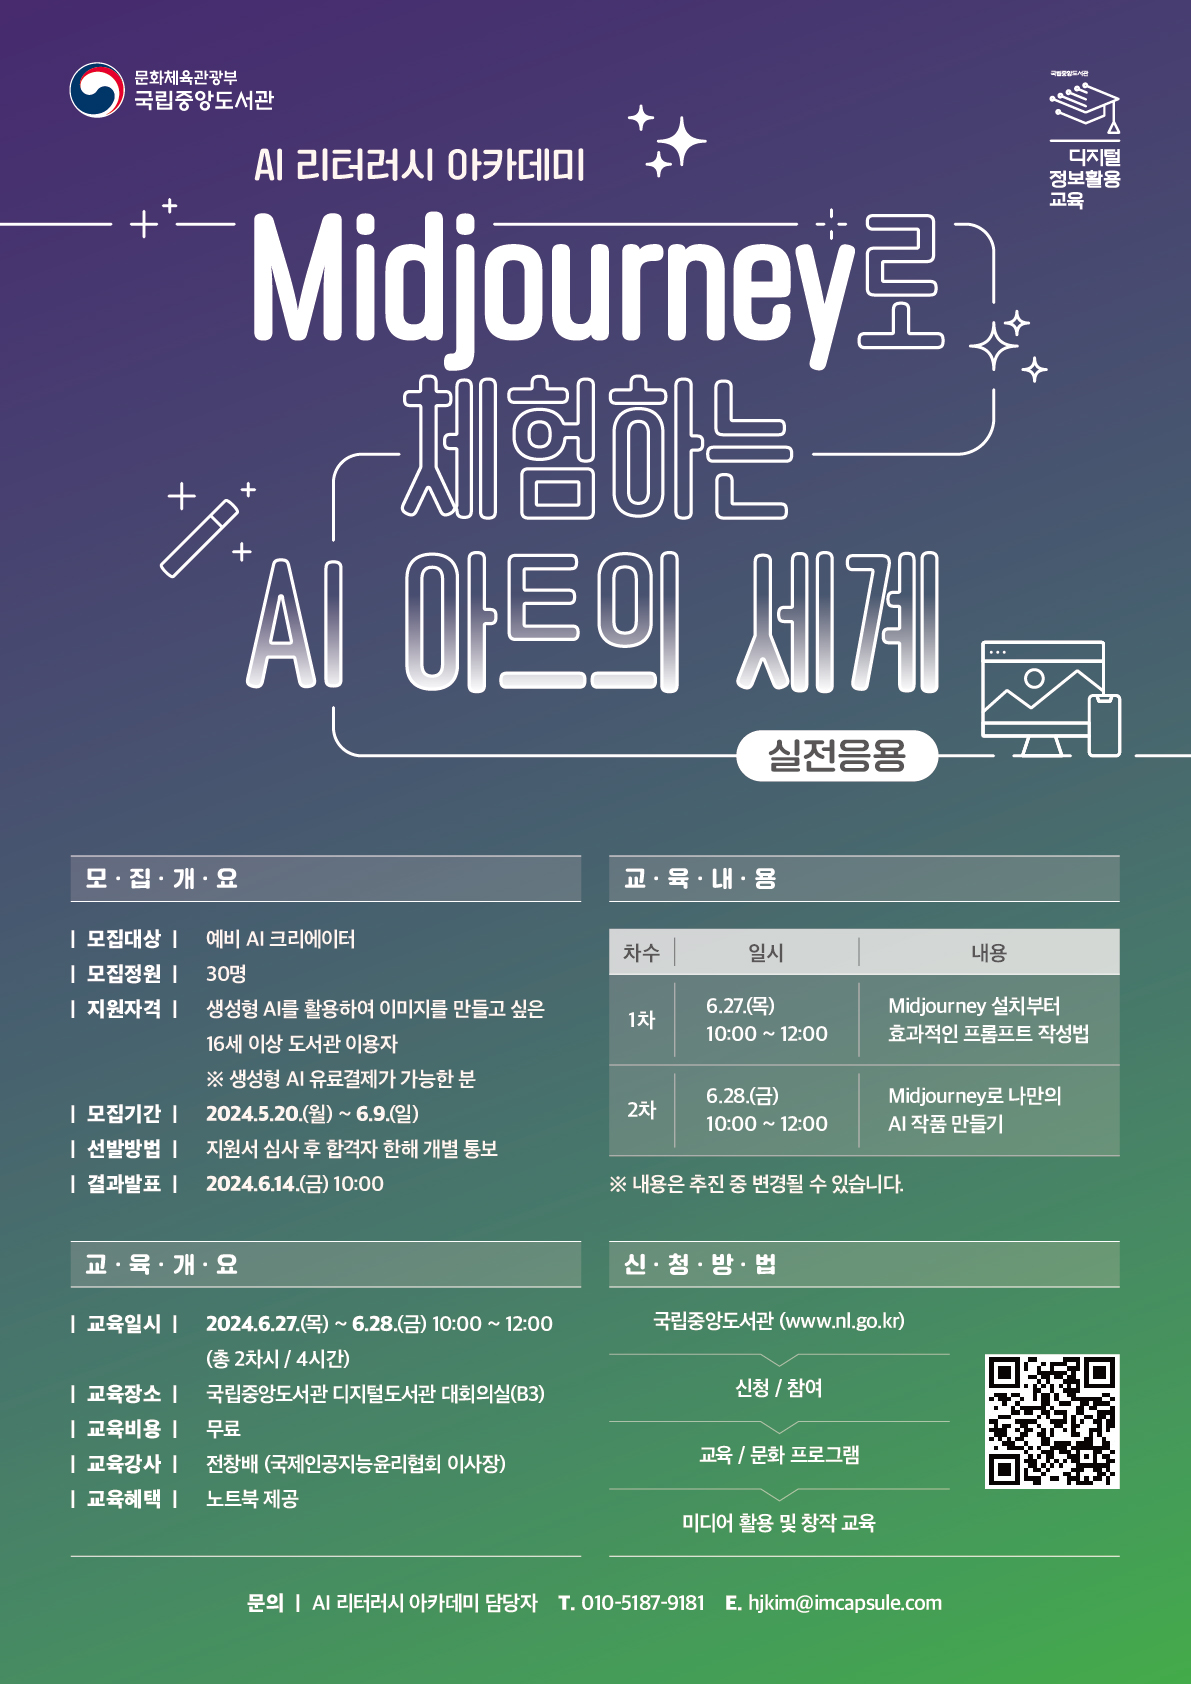 문화체육관광부
국립중앙도서관
국립중앙도서관
디지털
정보활용
교육
AI 리터러시 아카데미
Midjourney로
체험하는
AI 아트의 세계
실전응용
모·집·개·요
| 모집대상 | 예비 AI 크리에이터
| 모집정원 | 30명
| 지원자격 | 생성형 AI를 활용하여 이미지를 만들고 싶은
16세 이상 도서관 이용자
※ 생성형 AI 유료결제가 가능한 분
| 모집기간 | 2024.5.20.(월) ~ 6.9.(일)
| 선발방법 | 지원서 심사 후 합격자 한해 개별 통보
| 결과발표 | 2024.6.14.(금) 10:00
교·육·내·용
차수 일시 내용
1차
6.27.(목)
10:00 ~ 12:00
Midjourney 설치부터
효과적인 프롬프트 작성법
2차
6.28.(금)
10:00 ~ 12:00
Midjourney로 나만의
AI 작품 만들기
※ 내용은 추진 중 변경될 수 있습니다.
교·육·개·요
| 교육일시 | 2024.6.27.(목) ~ 6.28.(금) 10:00 ~ 12:00
(총 2차시 / 4시간)
| 교육장소 | 국립중앙도서관 디지털도서관 대회의실(B3)
| 교육비용 | 무료
| 교육강사 | 전창배 (국제인공지능윤리협회 이사장)
| 교육혜택 | 노트북 제공
신·청·방·법
국립중앙도서관 (www.nl.go.kr)
신청 / 참여
교육 / 문화 프로그램
미디어 활용 및 창작 교육
문의 | AI 리터러시 아카데미 담당자 T. 010-5187-9181 E. hjkim@imcapsule.com